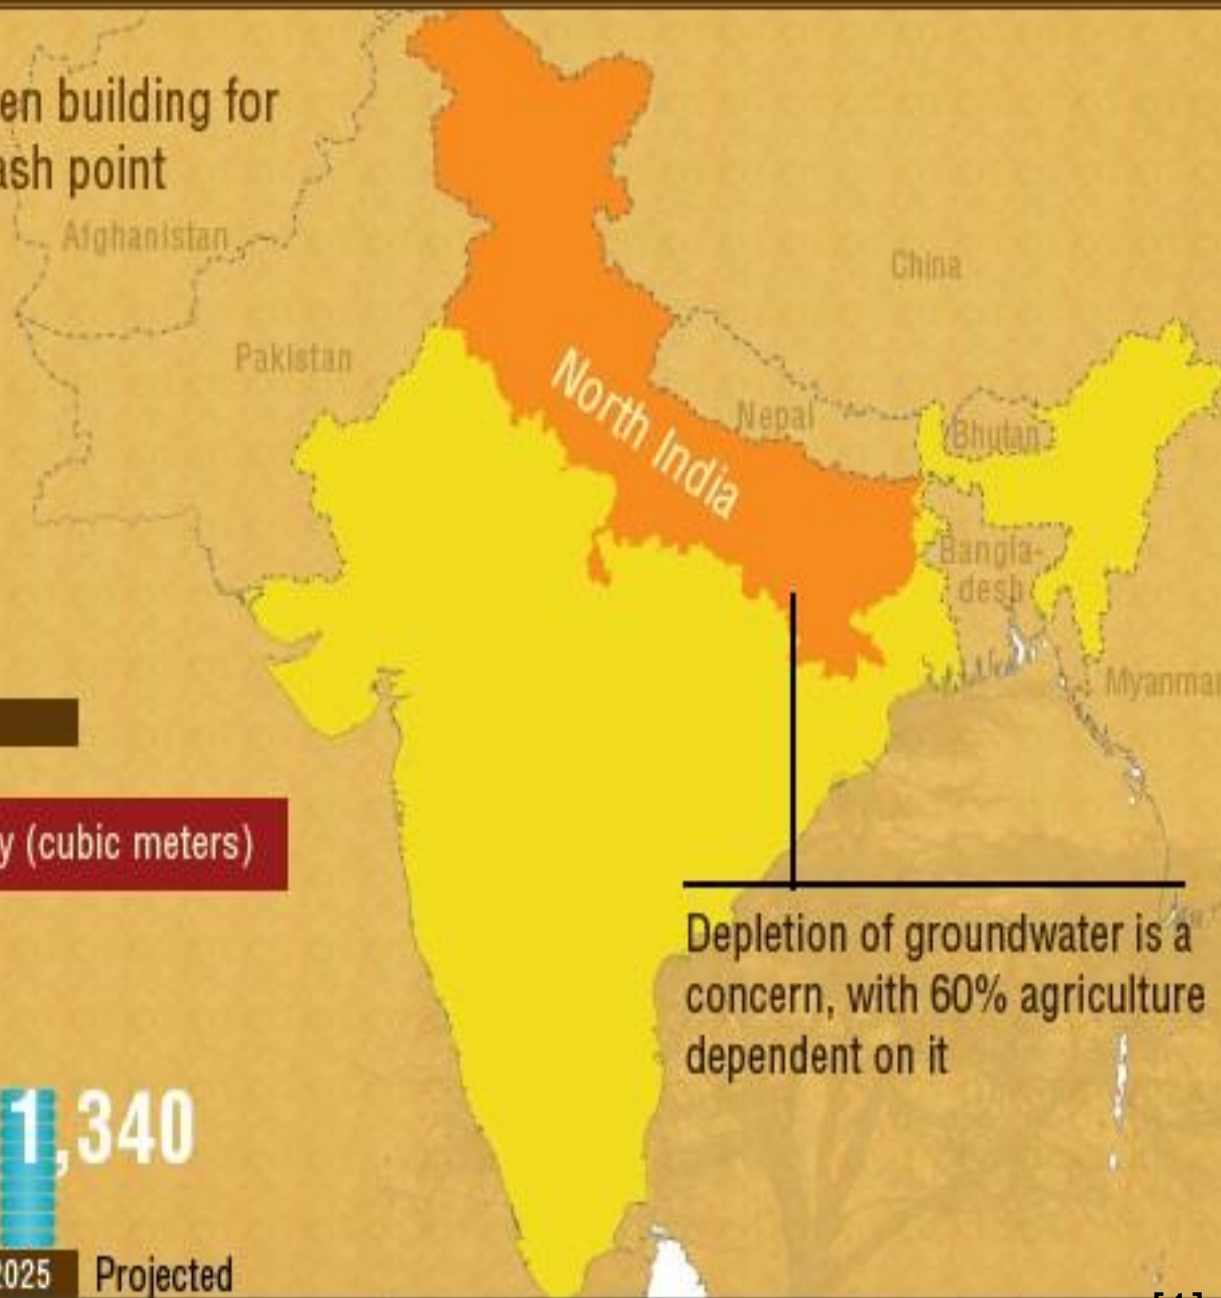 en building for
ash point
Afghanistan
China
Pakistan
North India
Nepal
Bhutan
Bangla-
desh
Myanmar
y (cubic meters)
Depletion of groundwater is a
concern, with 60% agriculture
dependent on it
1,340
2025 Projected